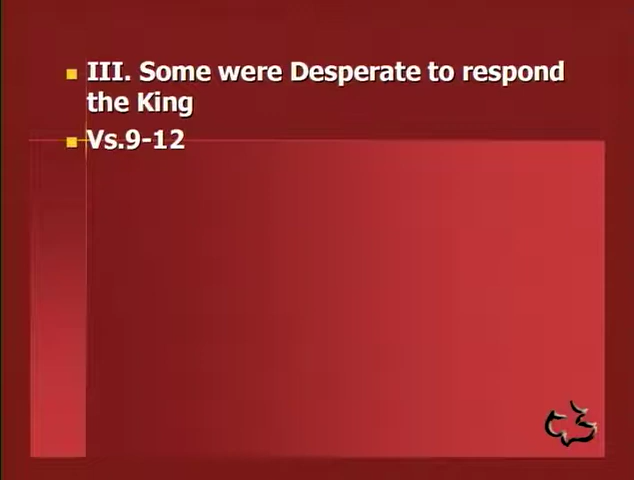 III. Some were Desperate to respond
the King
Vs.9-12